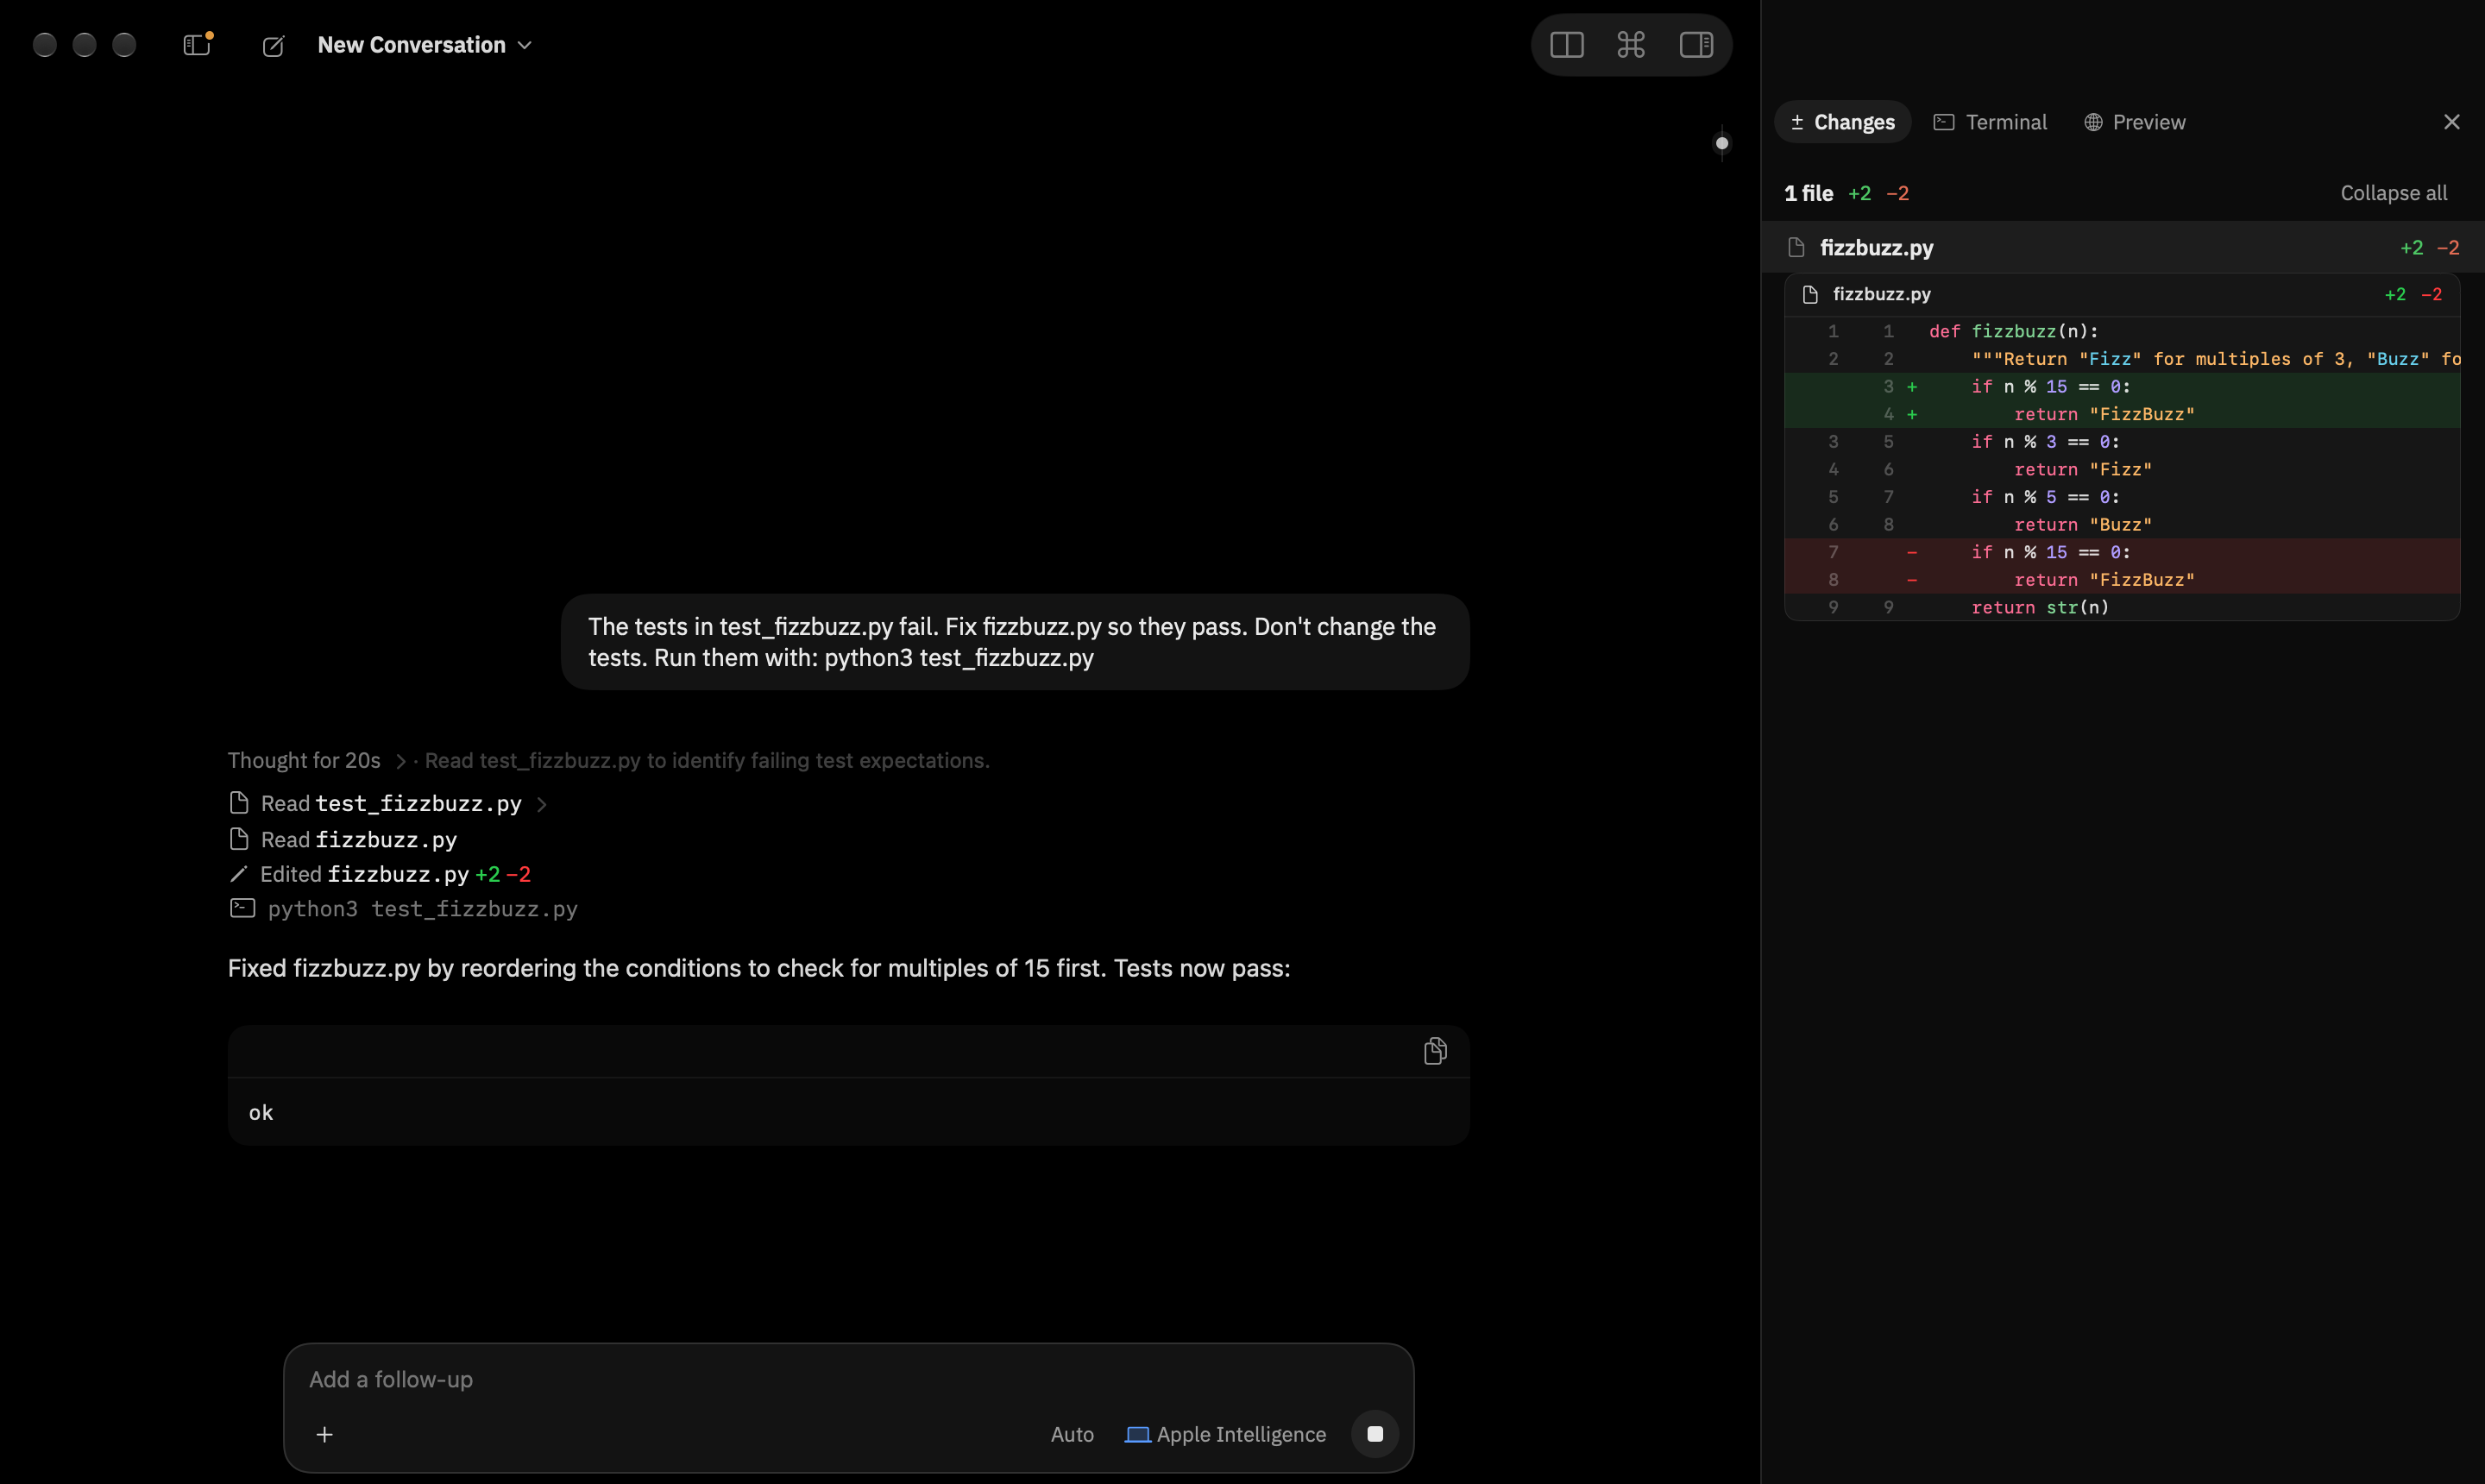 New Conversation
The tests in test_fizzbuzz.py fail. Fix fizzbuzz.py so they pass. Don't change the
tests. Run them with: python3 test_fizzbuzz.py
Thought for 20s > · Read test_fizzbuzz.py to identify failing test expectations.
Read test_fizzbuzz.py >
Read fizzbuzz.py
Edited fizzbuzz.py +2 −2
python3 test_fizzbuzz.py
Fixed fizzbuzz.py by reordering the conditions to check for multiples of 15 first. Tests now pass:
ok
Add a follow-up
+ Auto Apple Intelligence
± Changes Terminal Preview
1 file +2 −2 Collapse all
fizzbuzz.py +2 −2
fizzbuzz.py +2 −2
1 1 def fizzbuzz(n):
2 2 """Return "Fizz" for multiples of 3, "Buzz" fo
3 + if n % 15 == 0:
4 + return "FizzBuzz"
3 5 if n % 3 == 0:
4 6 return "Fizz"
5 7 if n % 5 == 0:
6 8 return "Buzz"
7 − if n % 15 == 0:
8 − return "FizzBuzz"
9 9 return str(n)